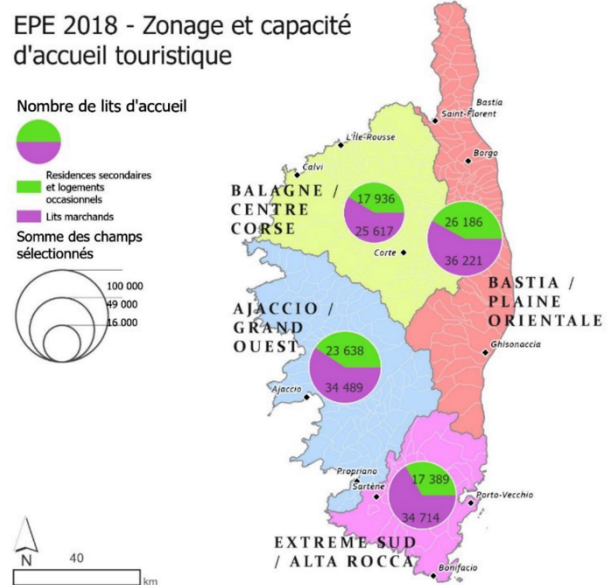 EPE 2018 - Zonage et capacité
d'accueil touristique
Nombre de lits d'accueil
Residences secondaires
et logements
occasionnels
Lits marchands
Somme des champs
sélectionnés
100 000
49 000
16 000
Bastia
Saint-Florent
Borgo
L'Île-Rousse
Calvi
BALAGNE /
CENTRE
CORSE
17 936
25 617
26 186
36 221
Corte
BASTIA /
PLAINE
ORIENTALE
AJACCIO /
GRAND
OUEST
23 638
34 489
Ghisonaccia
Ajaccio
Propriano
Sartène
17 389
34 714
Porto-Vecchio
EXTREME SUD
/ ALTA ROCCA
Bonifacio
N
40
km